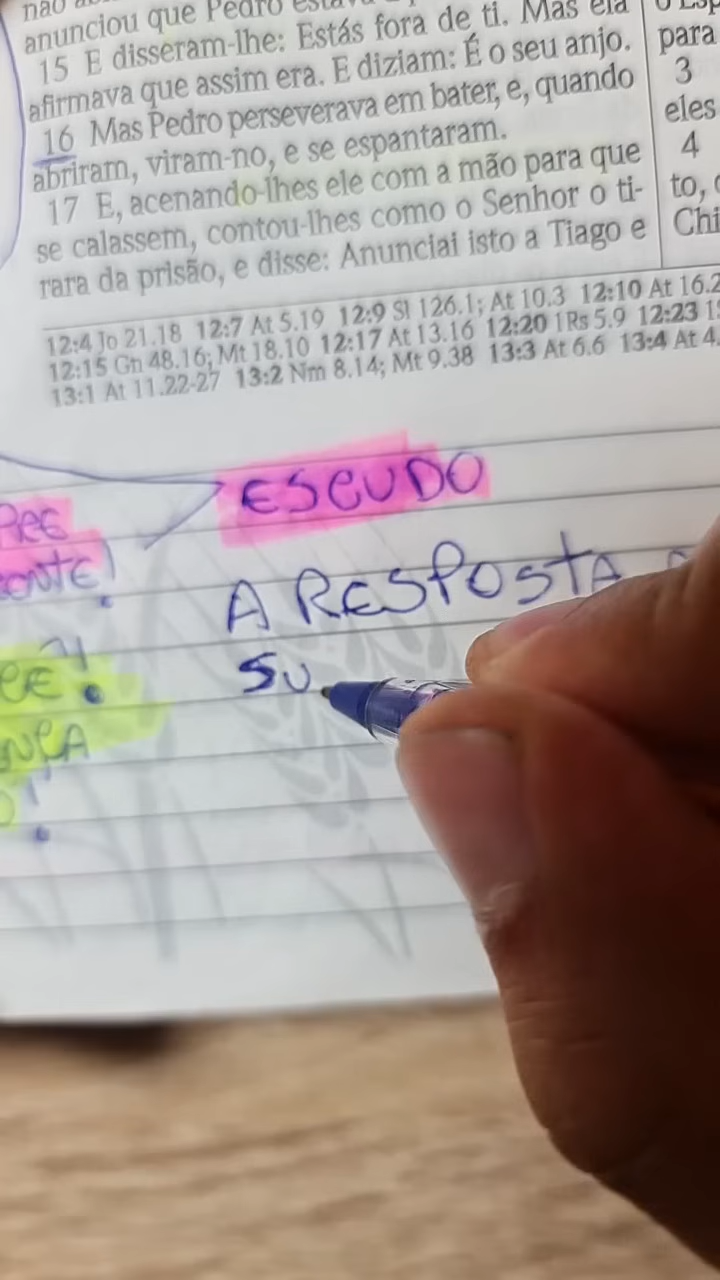 anunciou que Pedro
15 E disseram-lhe: Estás fora de ti. Mas ela
afirmava que assim era. E diziam: É o seu anjo.
16 Mas Pedro perseverava em bater, e, quando
abriram, viram-no, e se espantaram.
17 E, acenando-lhes ele com a mão para que
se calassem, contou-lhes como o Senhor o ti-
rara da prisão, e disse: Anunciai isto a Tiago e
para
3
eles
4
to,
Chi
12:4 Jo 21.18 12:7 At 5.19 12:9 Sl 126.1; At 10.3 12:10 At 16.2
12:15 Gn 48.16; Mt 18.10 12:17 At 13.16 12:20 1Rs 5.9 12:23
13:1 At 11.22-27 13:2 Nm 8.14; Mt 9.38 13:3 At 6.6 13:4 At 4.
ESCUDO
A RESPOSTA
SU